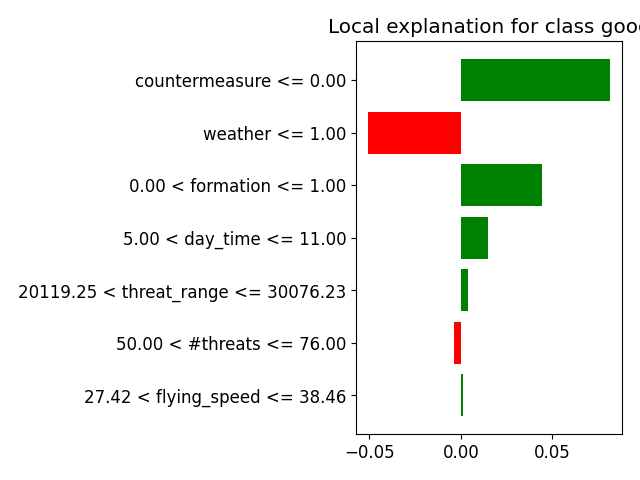 Local explanation for class good
countermeasure <= 0.00
weather <= 1.00
0.00 < formation <= 1.00
5.00 < day_time <= 11.00
20119.25 < threat_range <= 30076.23
50.00 < #threats <= 76.00
27.42 < flying_speed <= 38.46
−0.05 0.00 0.05